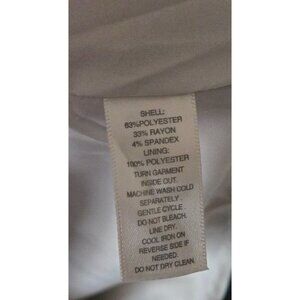 SHELL:
63%POLYESTER
33% RAYON
4% SPANDEX
LINING:
100% POLYESTER
TURN GARMENT
INSIDE OUT.
MACHINE WASH COLD
SEPARATELY.
GENTLE CYCLE.
DO NOT BLEACH.
LINE DRY.
COOL IRON ON
REVERSE SIDE IF
NEEDED.
DO NOT DRY CLEAN.